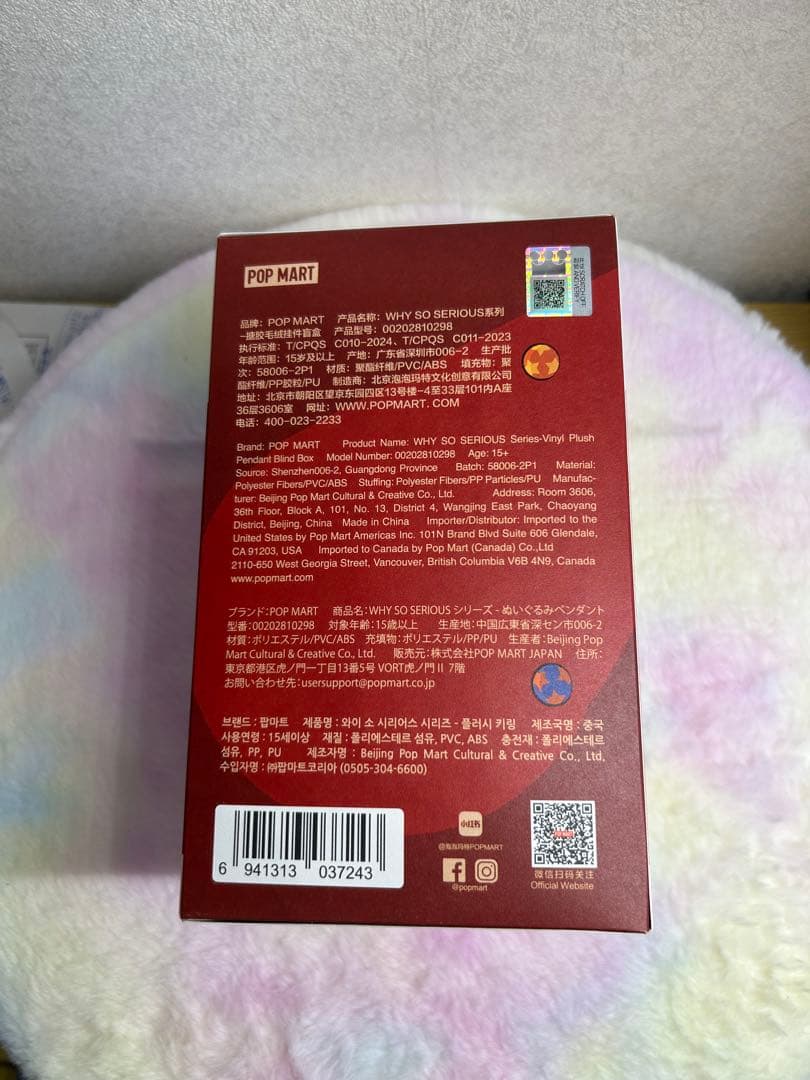 POP MART
品牌: POP MART 产品名称: WHY SO SERIOUS系列
-搪胶毛绒挂件盲盒 产品型号: 00202810298
执行标准: T/CPQS C010-2024、T/CPQS C011-2023
年龄范围: 15岁及以上 产地: 广东省深圳市006-2 生产批
次: 58006-2P1 材质: 聚酯纤维/PVC/ABS 填充物: 聚
酯纤维/PP胶粒/PU 制造商: 北京泡泡玛特文化创意有限公司
地址: 北京市朝阳区望京东园四区13号楼-4至33层101内A座
36层3606室 网址: WWW.POPMART.COM
电话: 400-023-2233
Brand: POP MART Product Name: WHY SO SERIOUS Series-Vinyl Plush
Pendant Blind Box Model Number: 00202810298 Age: 15+
Source: Shenzhen006-2, Guangdong Province Batch: 58006-2P1 Material:
Polyester Fibers/PVC/ABS Stuffing: Polyester Fibers/PP Particles/PU Manufac-
turer: Beijing Pop Mart Cultural & Creative Co., Ltd. Address: Room 3606,
36th Floor, Block A, 101, No. 13, District 4, Wangjing East Park, Chaoyang
District, Beijing, China Made in China Importer/Distributor: Imported to the
United States by Pop Mart Americas Inc. 101N Brand Blvd Suite 606 Glendale,
CA 91203, USA Imported to Canada by Pop Mart (Canada) Co.,Ltd
2110-650 West Georgia Street, Vancouver, British Columbia V6B 4N9, Canada
www.popmart.com
ブランド:POP MART 商品名:WHY SO SERIOUS シリーズ - ぬいぐるみペンダント
型番:00202810298 対象年齢:15歳以上 生産地:中国広東省深セン市006-2
材質:ポリエステル/PVC/ABS 充填物:ポリエステル/PP/PU 生産者:Beijing Pop
Mart Cultural & Creative Co., Ltd. 販売元:株式会社POP MART JAPAN 住所:
東京都港区虎ノ門一丁目13番5号 VORT虎ノ門Ⅱ 7階
お問い合わせ先:usersupport@popmart.co.jp
브랜드 : 팝마트 제품명 : 와이 소 시리어스 시리즈 - 플러시 키링 제조국명 : 중국
사용연령 : 15세이상 재질 : 폴리에스테르 섬유, PVC, ABS 충전재 : 폴리에스테르
섬유, PP, PU 제조자명 : Beijing Pop Mart Cultural & Creative Co., Ltd.
수입자명 : ㈜팝마트코리아 (0505-304-6600)
6 941313 037243
小红书
@泡泡玛特POPMART
@popmart
微信扫码关注
Official Website